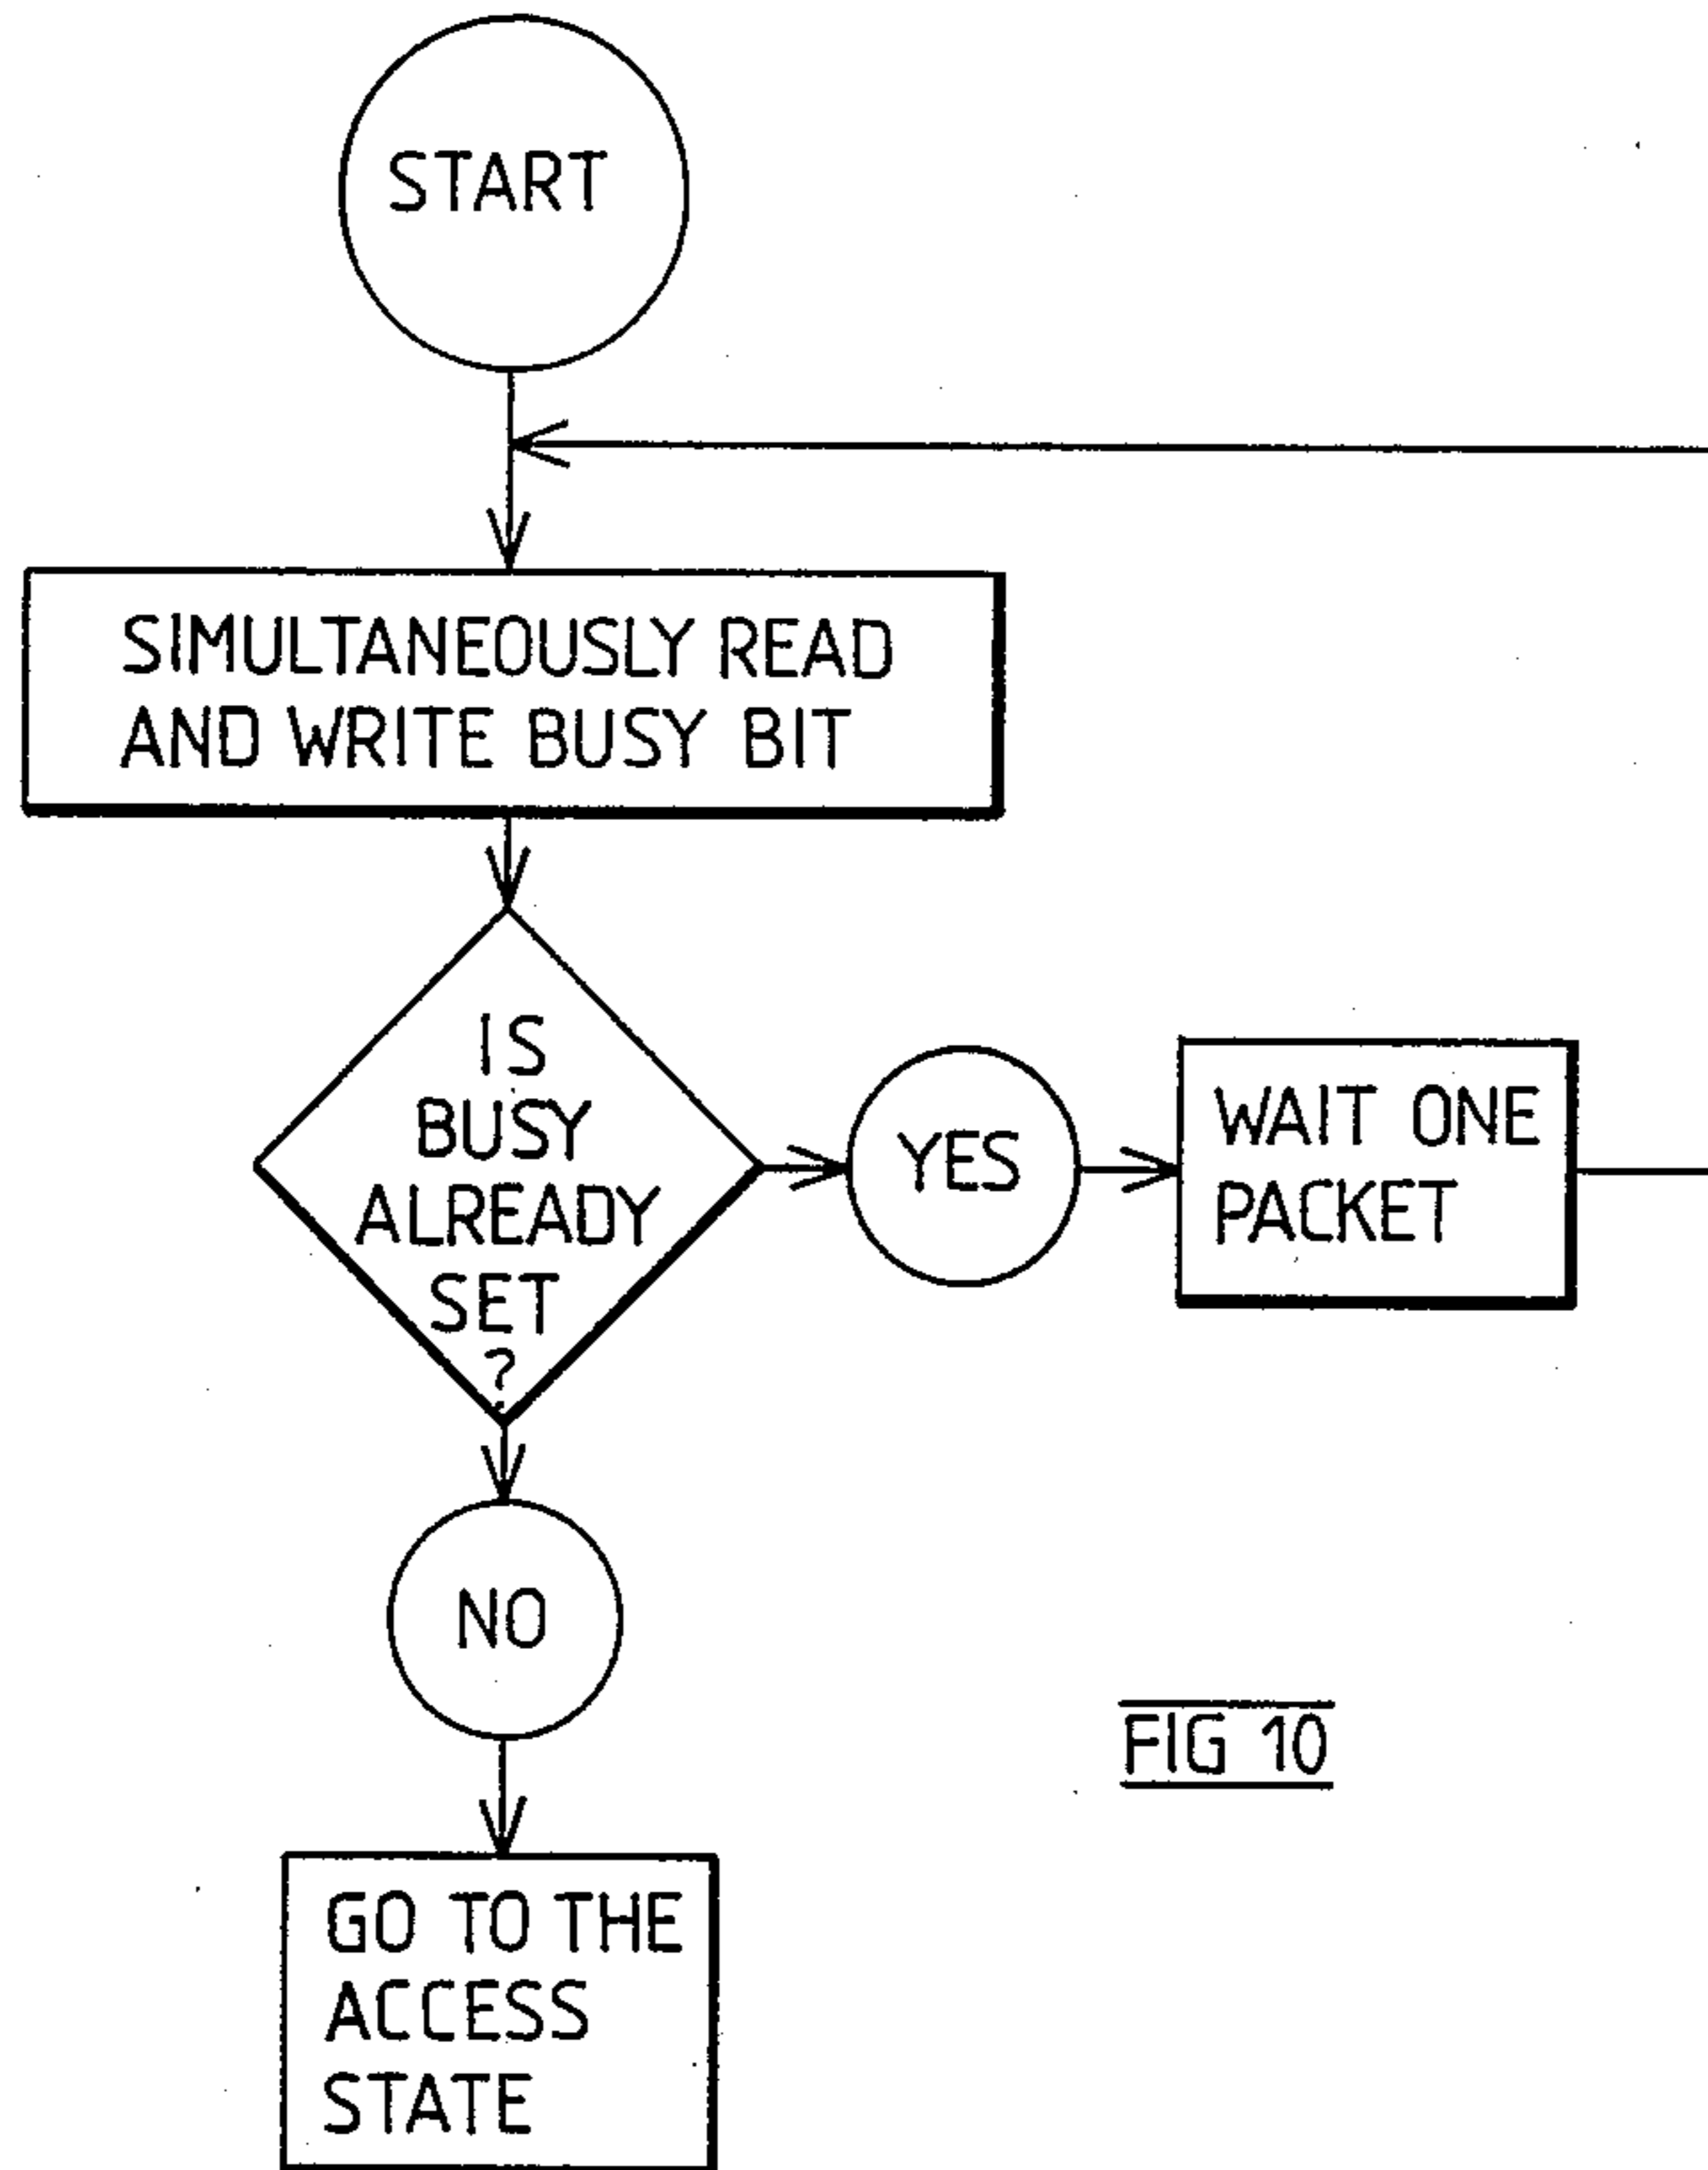 START
SIMULTANEOUSLY READ
AND WRITE BUSY BIT
IS
BUSY
ALREADY
SET
?
YES
WAIT ONE
PACKET
NO
FIG 10
GO TO THE
ACCESS
STATE